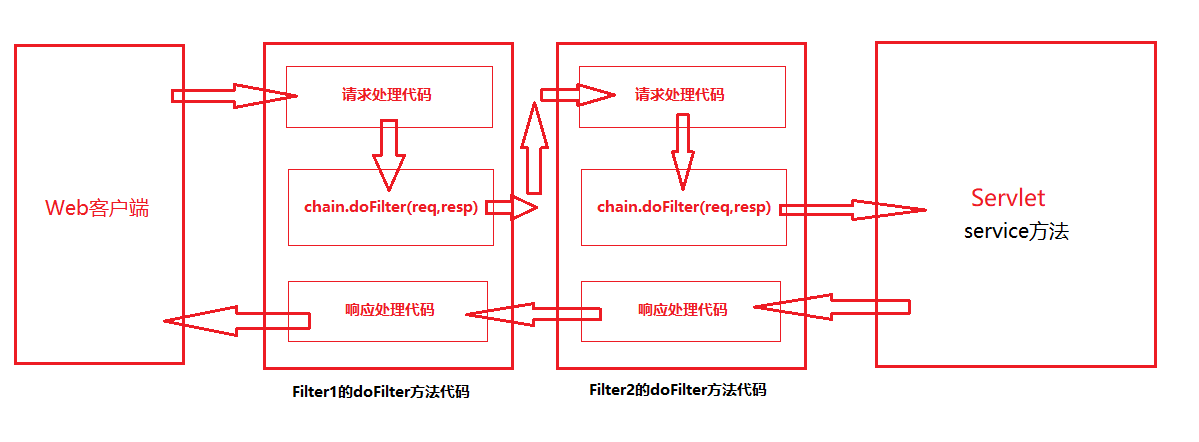 Web客户端
请求处理代码
chain.doFilter(req,resp)
响应处理代码
Filter1的doFilter方法代码
请求处理代码
chain.doFilter(req,resp)
响应处理代码
Filter2的doFilter方法代码
Servlet
service方法